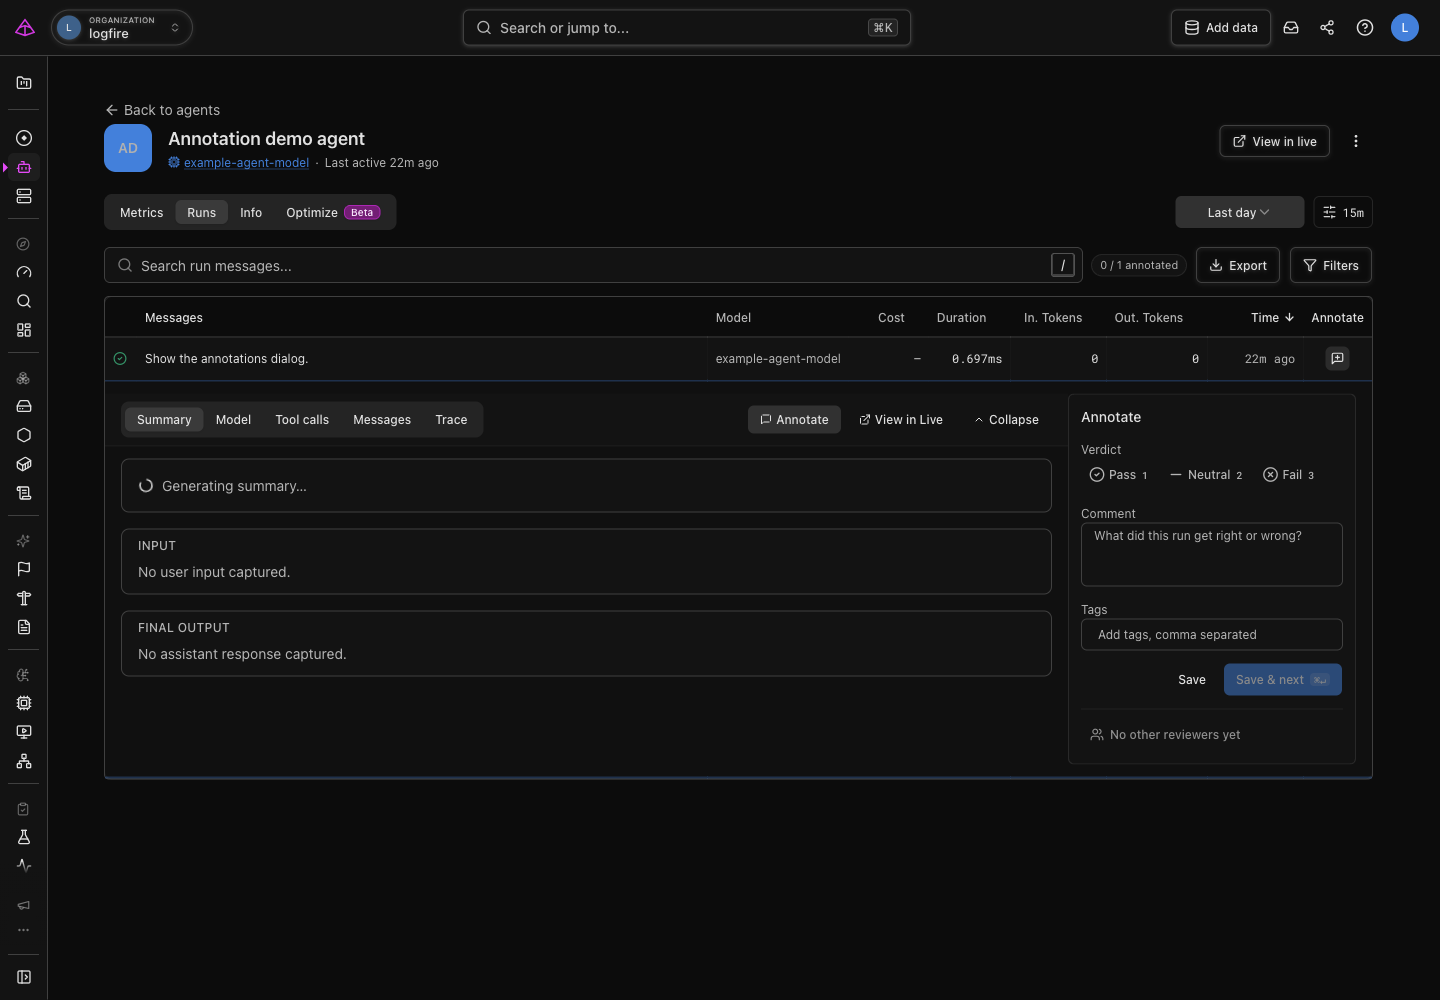 ORGANIZATION
L
logfire
Search or jump to...
⌘K
Add data
L
Back to agents
AD
Annotation demo agent
example-agent-model · Last active 22m ago
View in live
Metrics
Runs
Info
Optimize
Beta
Last day
15m
Search run messages...
/
0 / 1 annotated
Export
Filters
Messages
Model
Cost
Duration
In. Tokens
Out. Tokens
Time
Annotate
Show the annotations dialog.
example-agent-model
—
0.697ms
0
0
22m ago
Summary
Model
Tool calls
Messages
Trace
Annotate
View in Live
Collapse
Generating summary...
INPUT
No user input captured.
FINAL OUTPUT
No assistant response captured.
Annotate
Verdict
Pass 1
Neutral 2
Fail 3
Comment
What did this run get right or wrong?
Tags
Add tags, comma separated
Save
Save & next ⌘↵
No other reviewers yet